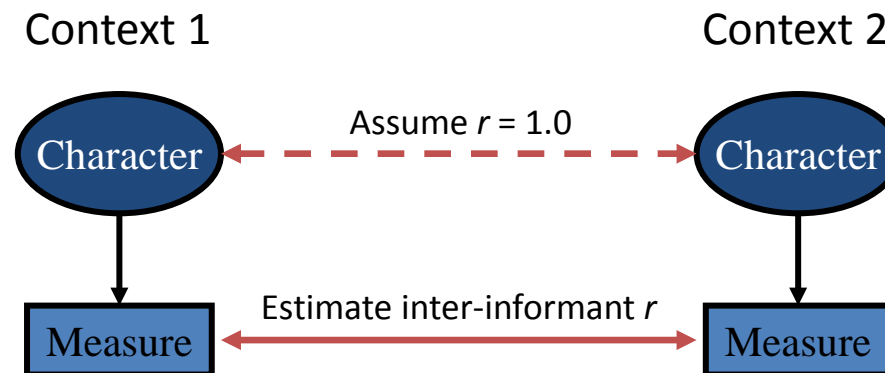 Context 1
Context 2
Assume r = 1.0
Character
Character
Estimate inter-informant r
Measure
Measure